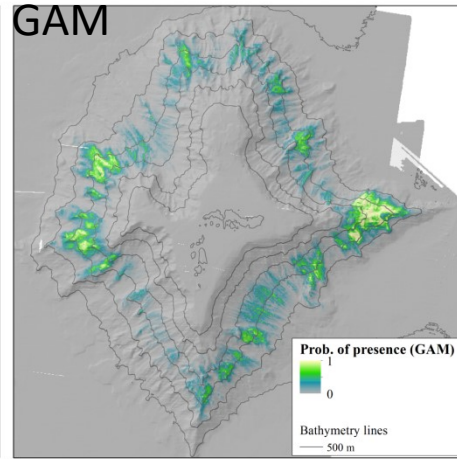 GAM
Prob. of presence (GAM)
1
0
Bathymetry lines
500 m